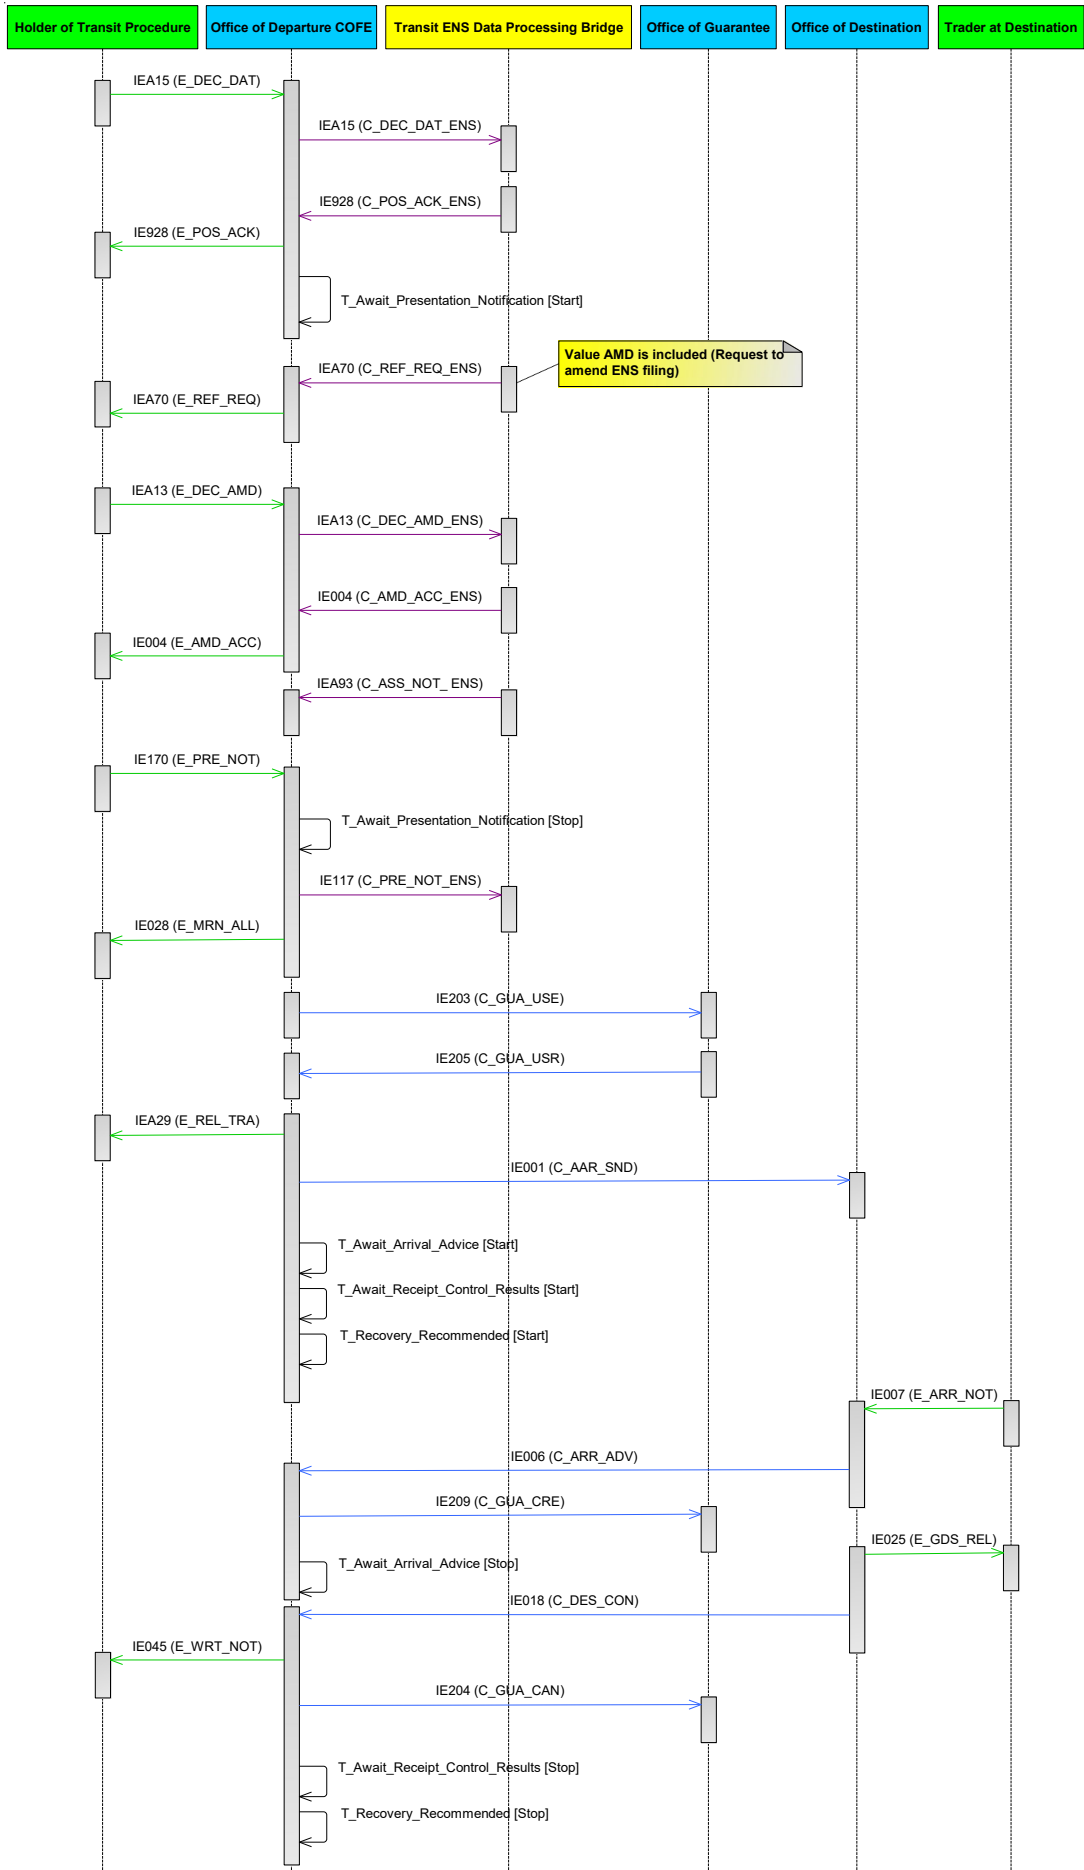 Holder of Transit Procedure
Office of Departure COFE
Transit ENS Data Processing Bridge
Office of Guarantee
Office of Destination
Trader at Destination
IEA15 (E_DEC_DAT)
IEA15 (C_DEC_DAT_ENS)
IE928 (C_POS_ACK_ENS)
IE928 (E_POS_ACK)
T_Await_Presentation_Notification [Start]
Value AMD is included (Request to
amend ENS filing)
IEA70 (C_REF_REQ_ENS)
IEA70 (E_REF_REQ)
IEA13 (E_DEC_AMD)
IEA13 (C_DEC_AMD_ENS)
IE004 (C_AMD_ACC_ENS)
IE004 (E_AMD_ACC)
IEA93 (C_ASS_NOT_ ENS)
IE170 (E_PRE_NOT)
T_Await_Presentation_Notification [Stop]
IE117 (C_PRE_NOT_ENS)
IE028 (E_MRN_ALL)
IE203 (C_GUA_USE)
IE205 (C_GUA_USR)
IEA29 (E_REL_TRA)
IE001 (C_AAR_SND)
T_Await_Arrival_Advice [Start]
T_Await_Receipt_Control_Results [Start]
T_Recovery_Recommended [Start]
IE007 (E_ARR_NOT)
IE006 (C_ARR_ADV)
IE209 (C_GUA_CRE)
IE025 (E_GDS_REL)
T_Await_Arrival_Advice [Stop]
IE018 (C_DES_CON)
IE045 (E_WRT_NOT)
IE204 (C_GUA_CAN)
T_Await_Receipt_Control_Results [Stop]
T_Recovery_Recommended [Stop]